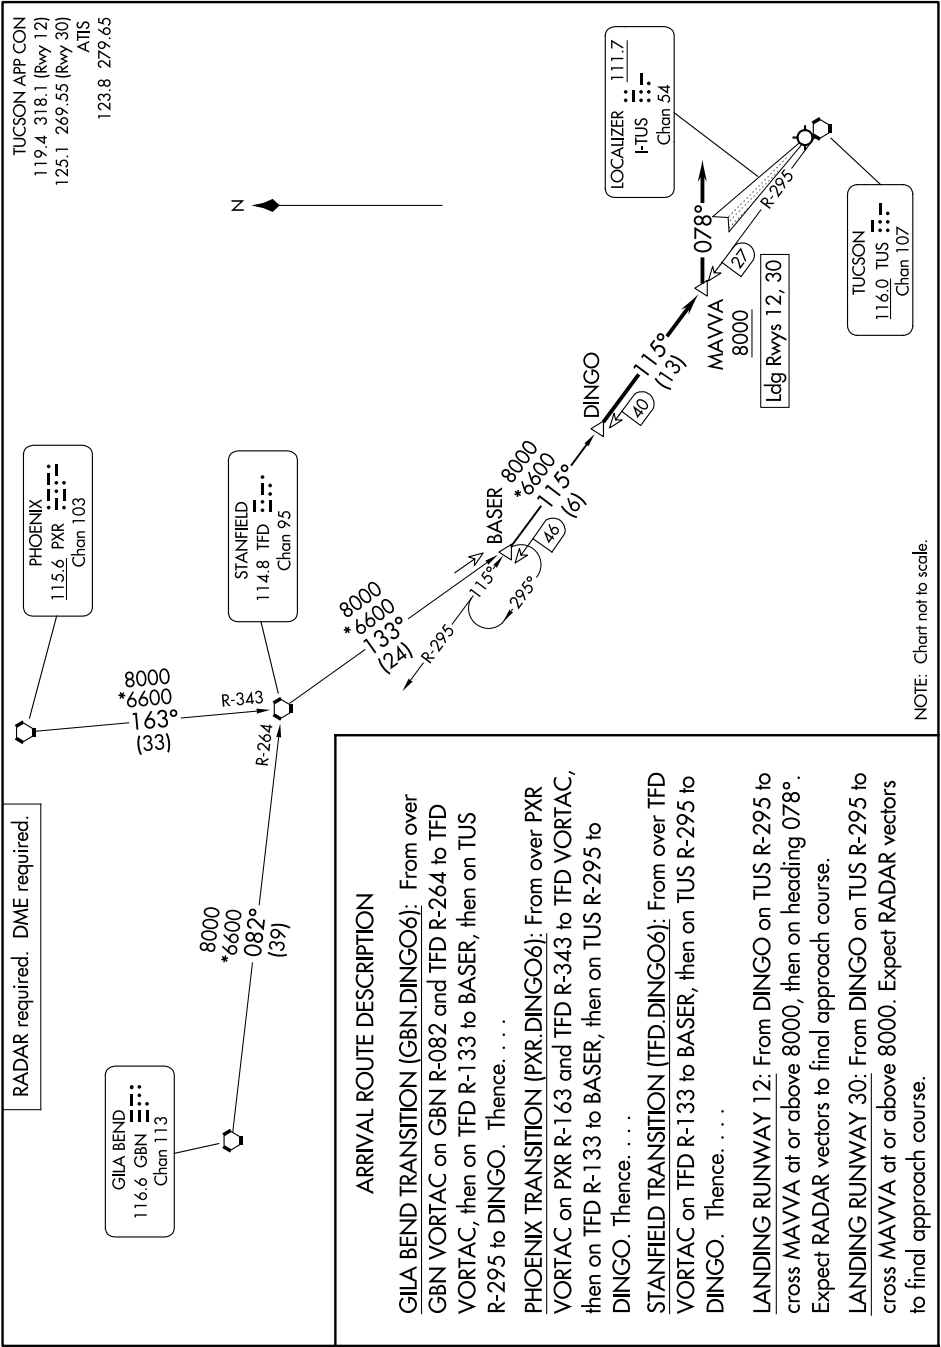 RADAR required.  DME required.
TUCSON APP CON
119.4  318.1 (Rwy 12)
125.1  269.55 (Rwy 30)
ATIS
123.8  279.65
PHOENIX
115.6  PXR
Chan 103
N
GILA BEND
116.6  GBN
Chan 113
8000
*6600
163°
(33)
R-343
STANFIELD
114.8  TFD
Chan 95
8000
*6600
082°
(39)
R-264
8000
*6600
133°
(24)
BASER
R-295
115°
295°
46
8000
*6600
115°
(6)
DINGO
40
115°
(13)
MAVVA
8000
Ldg Rwys 12, 30
27
078°
R-295
LOCALIZER  111.7
I-TUS
Chan 54
TUCSON
116.0  TUS
Chan 107
ARRIVAL ROUTE DESCRIPTION
GILA BEND TRANSITION (GBN.DINGO6):  From over
GBN VORTAC on GBN R-082 and TFD R-264 to TFD
VORTAC, then on TFD R-133 to BASER, then on TUS
R-295 to DINGO.  Thence. . . .
PHOENIX TRANSITION (PXR.DINGO6): From over PXR
VORTAC on PXR R-163 and TFD R-343 to TFD VORTAC,
then on TFD R-133 to BASER, then on TUS R-295 to
DINGO. Thence. . . .
STANFIELD TRANSITION (TFD.DINGO6): From over TFD
VORTAC on TFD R-133 to BASER, then on TUS R-295 to
DINGO.  Thence. . . .
LANDING RUNWAY 12: From DINGO on TUS R-295 to
cross MAVVA at or above 8000, then on heading 078°.
Expect RADAR vectors to final approach course.
LANDING RUNWAY 30: From DINGO on TUS R-295 to
cross MAVVA at or above 8000. Expect RADAR vectors
to final approach course.
NOTE:  Chart not to scale.